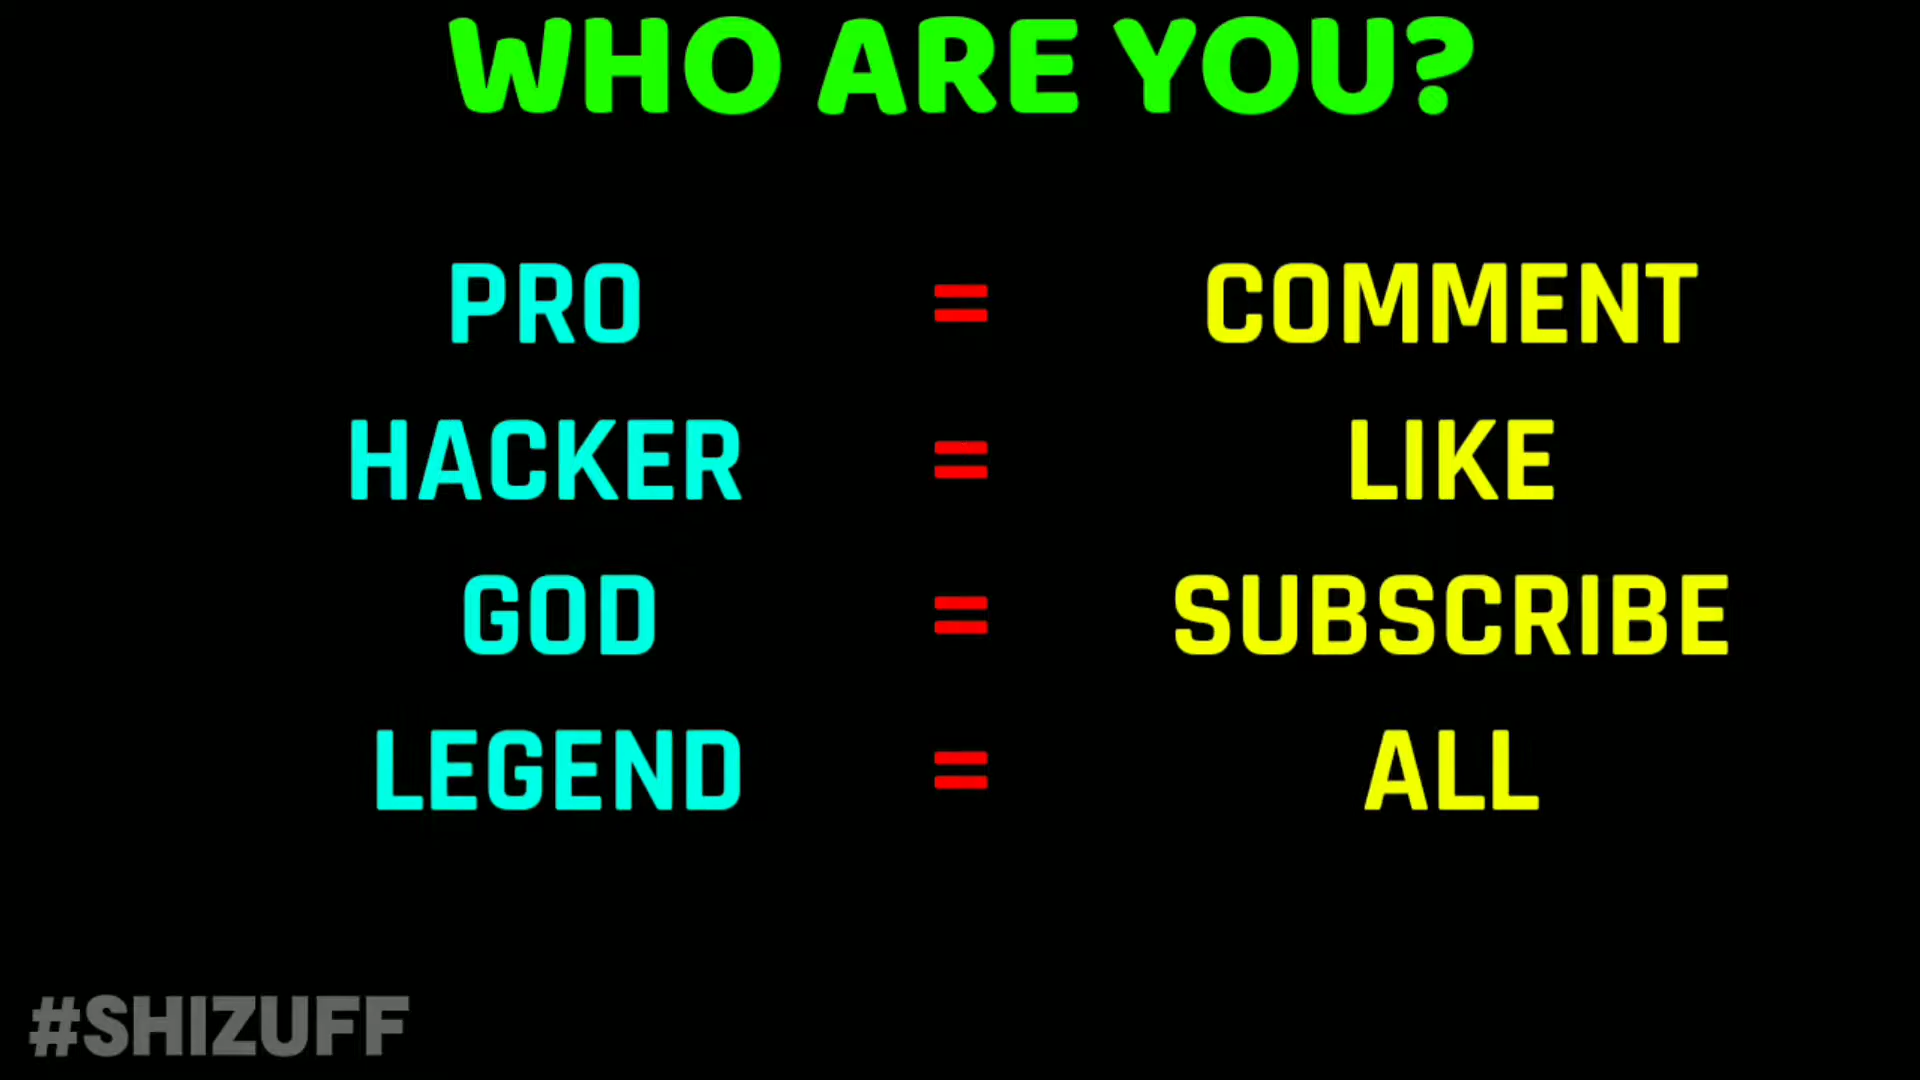 WHO ARE YOU?
PRO = COMMENT
HACKER = LIKE
GOD = SUBSCRIBE
LEGEND = ALL
#SHIZUFF